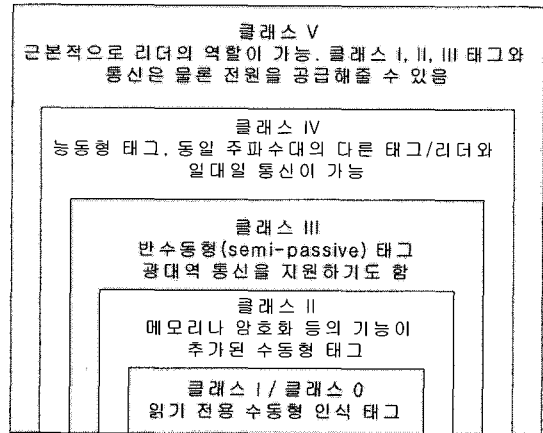 클래스 V
근본적으로 리더의 역할이 가능. 클래스 I, II, III 태그와
통신은 물론 전원을 공급해줄 수 있음
클래스 IV
능동형 태그, 동일 주파수대의 다른 태그/리더와
일대일 통신이 가능
클래스 III
반수동형(semi-passive) 태그
광대역 통신을 지원하기도 함
클래스 II
메모리나 암호화 등의 기능이
추가된 수동형 태그
클래스 I / 클래스 0
읽기 전용 수동형 인식 태그